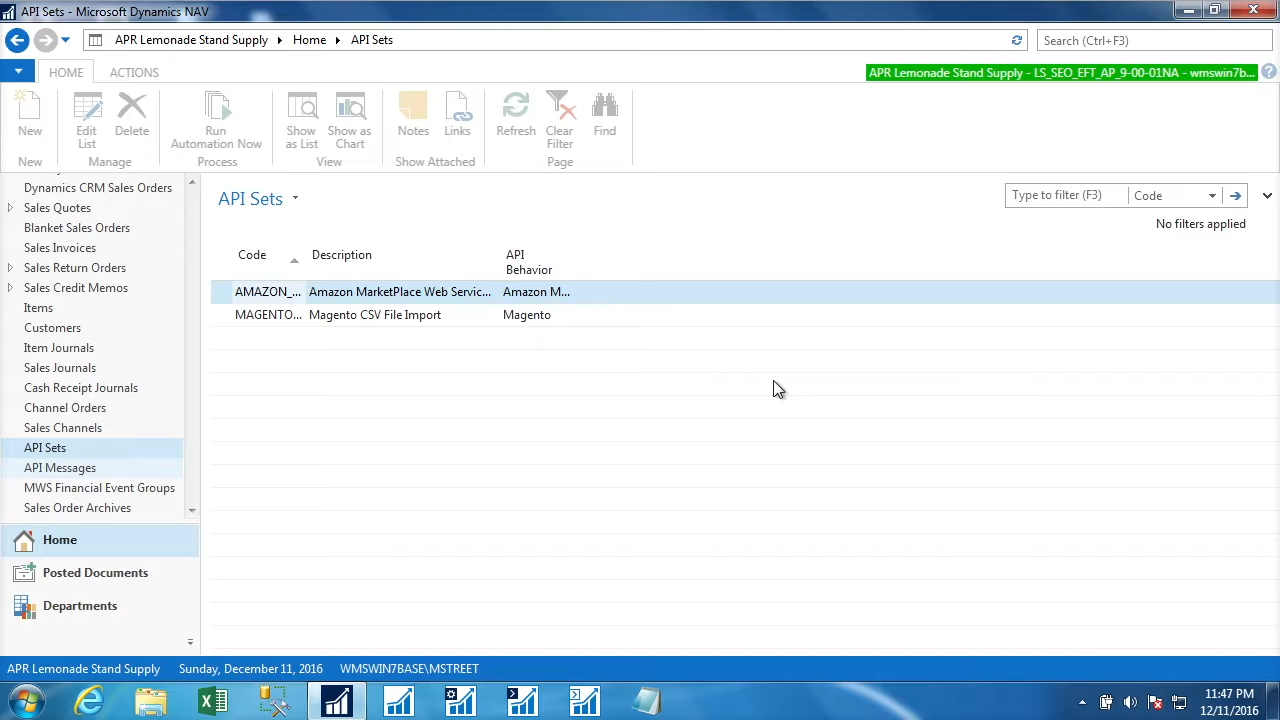 API Sets - Microsoft Dynamics NAV
APR Lemonade Stand Supply
Home
API Sets
Search (Ctrl+F3)
HOME
ACTIONS
APR Lemonade Stand Supply - LS_SEO_EFT_AP_9-00-01NA - wmswin7b...
New
Edit List
Delete
Run Automation Now
Show as List
Show as Chart
Notes
Links
Refresh
Clear Filter
Find
New
Manage
Process
View
Show Attached
Page
Dynamics CRM Sales Orders
Sales Quotes
Blanket Sales Orders
Sales Invoices
Sales Return Orders
Sales Credit Memos
Items
Customers
Item Journals
Sales Journals
Cash Receipt Journals
Channel Orders
Sales Channels
API Sets
API Messages
MWS Financial Event Groups
Sales Order Archives
Home
Posted Documents
Departments
API Sets
Type to filter (F3)
Code
No filters applied
Code
Description
API Behavior
AMAZON_... Amazon MarketPlace Web Servic... Amazon M...
MAGENTO... Magento CSV File Import Magento
APR Lemonade Stand Supply
Sunday, December 11, 2016
WMSWIN7BASE\MSTREET
11:47 PM
12/11/2016